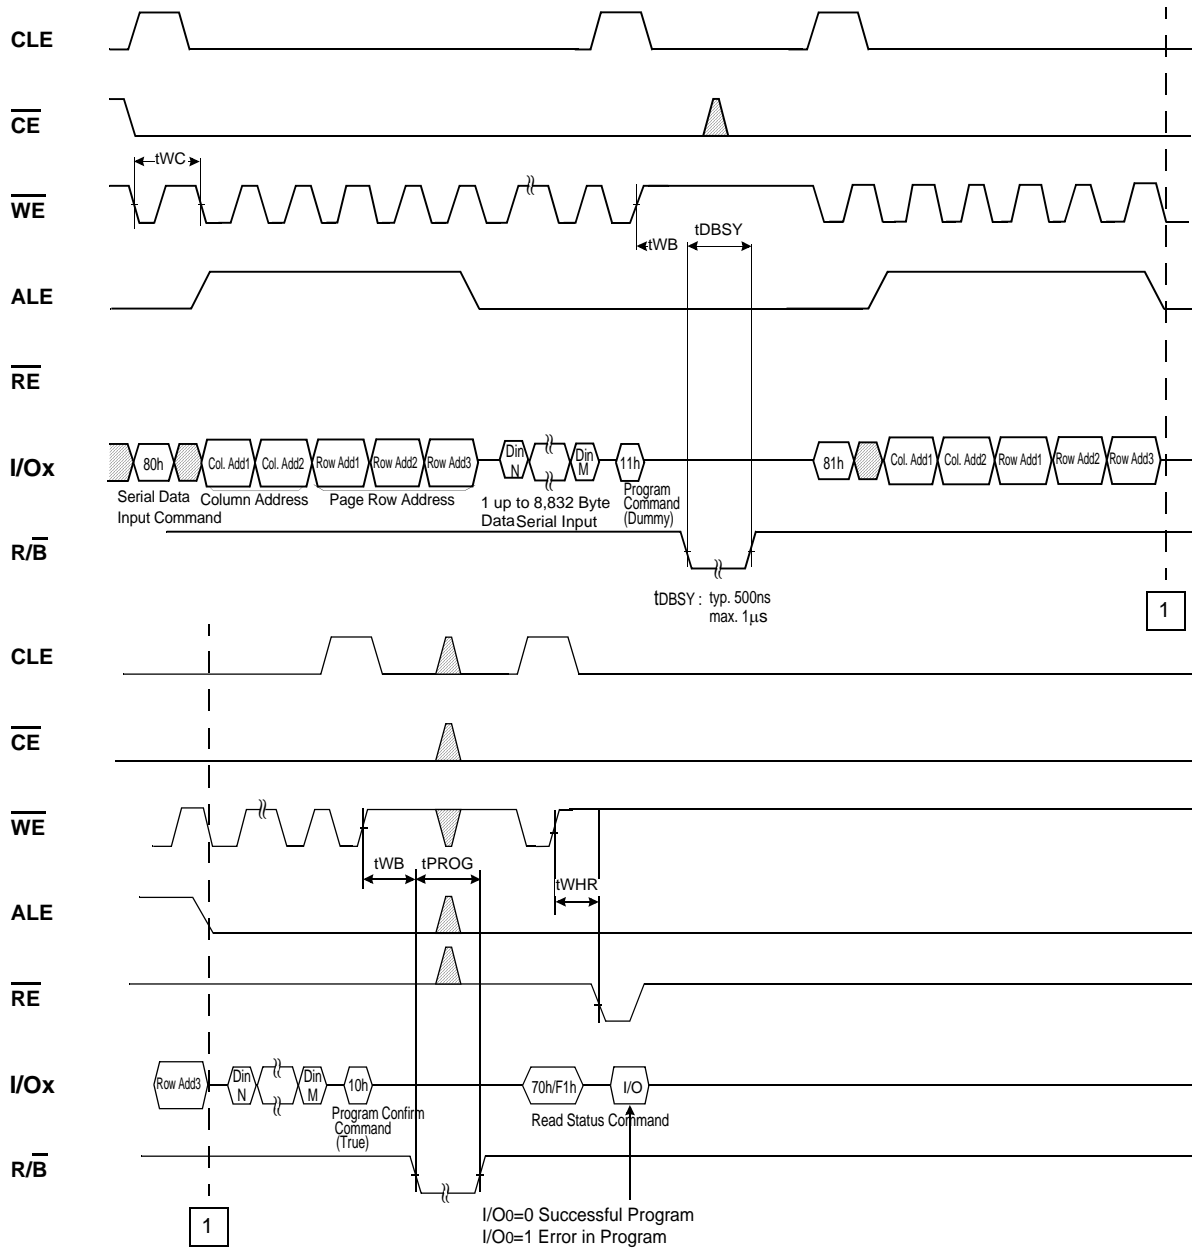 CLE
CE
tWC
WE
tWB
tDBSY
ALE
RE
I/Ox
80h
Col. Add1
Col. Add2
Row Add1
Row Add2
Row Add3
Din N
Din M
11h
81h
Col. Add1
Col. Add2
Row Add1
Row Add2
Row Add3
Serial Data
Input Command
Column Address
Page Row Address
1 up to 8,832 Byte
Data Serial Input
Program
Command
(Dummy)
R/B
tDBSY : typ. 500ns
max. 1μs
1
CLE
CE
WE
tWB
tPROG
tWHR
ALE
RE
I/Ox
Row Add3
Din N
Din M
10h
70h/F1h
I/O
Program Confirm
Command
(True)
Read Status Command
R/B
1
I/O0=0 Successful Program
I/O0=1 Error in Program